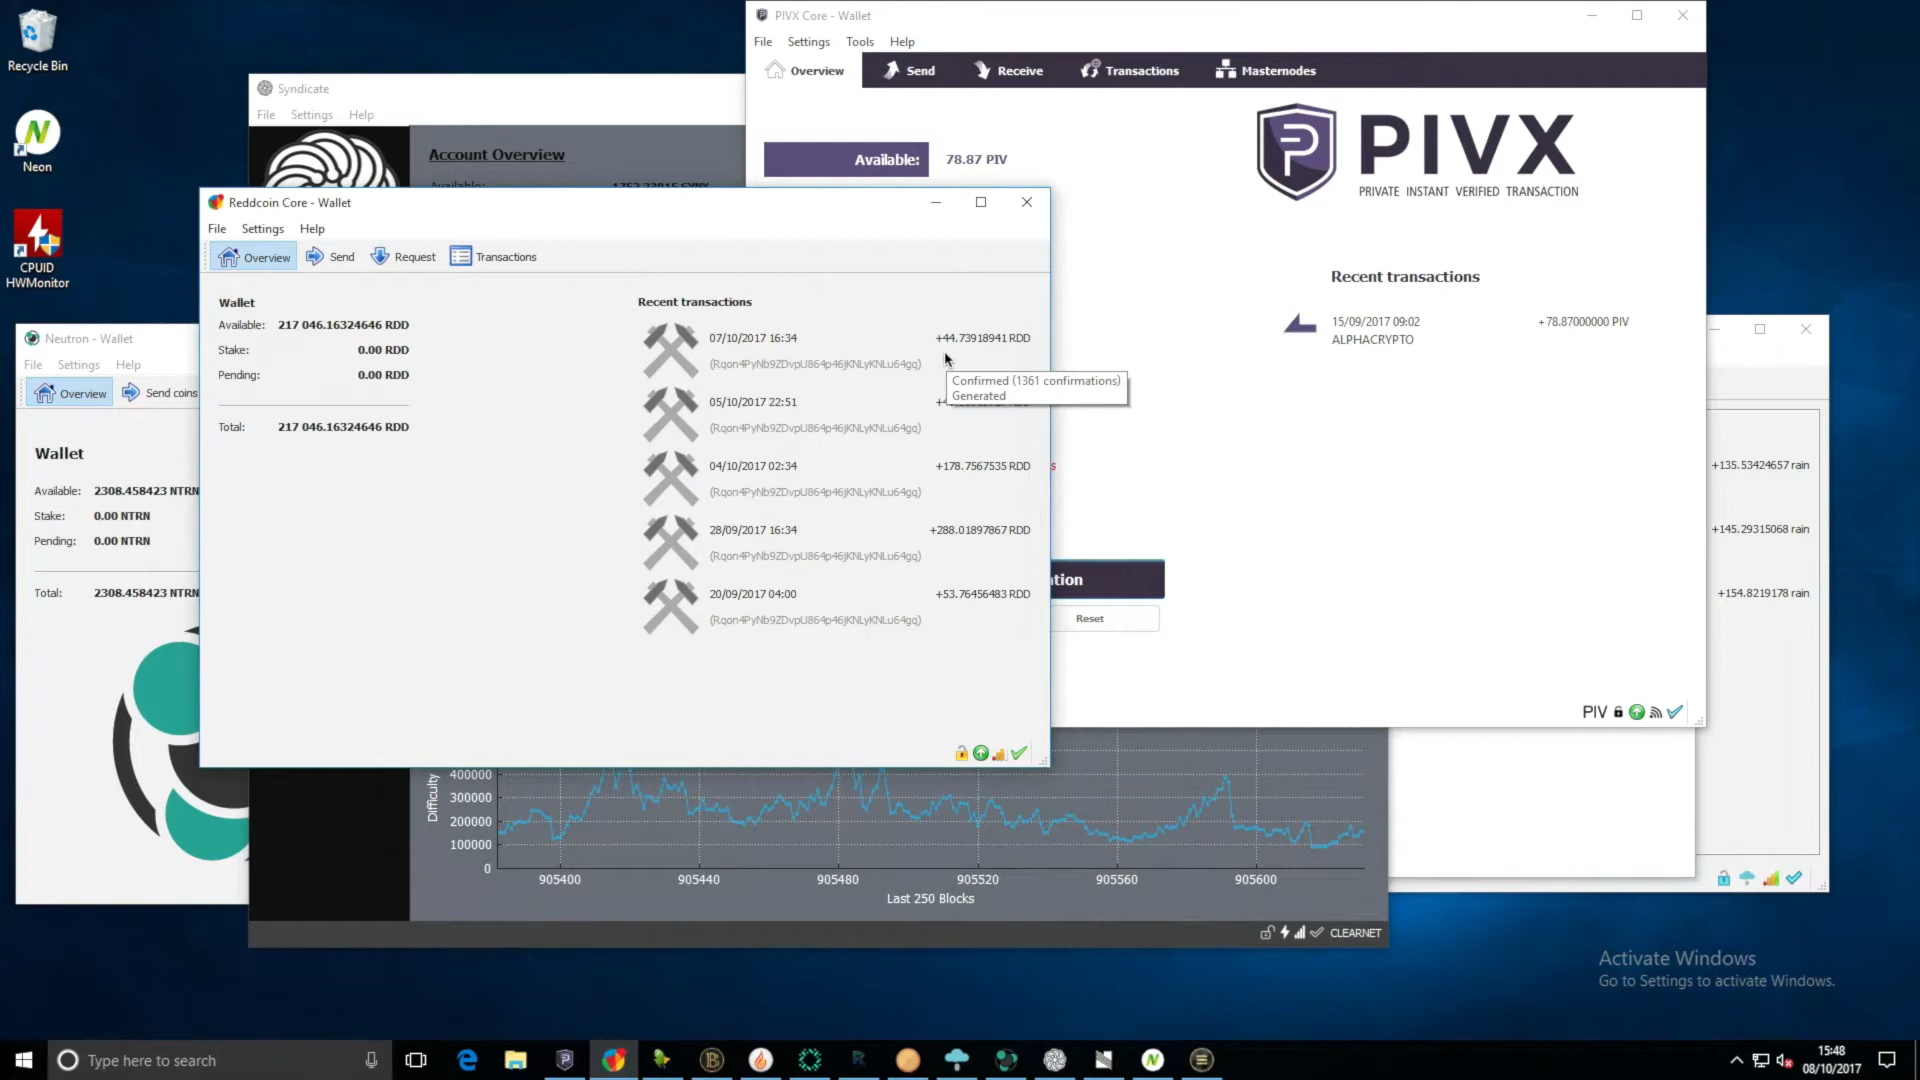 Recycle Bin
Neon
CPUID
HWMonitor
PIVX Core - Wallet
File Settings Tools Help
Overview Send Receive Transactions Masternodes
Available: 78.87 PIV
PIVX
PRIVATE INSTANT VERIFIED TRANSACTION
Recent transactions
15/09/2017 09:02 +78.87000000 PIV
ALPHACRYPTO
s
ation
Reset
PIV
Syndicate
File Settings Help
Account Overview
Reddcoin Core - Wallet
File Settings Help
Overview Send Request Transactions
Wallet
Available: 217 046.16324646 RDD
Stake: 0.00 RDD
Pending: 0.00 RDD
Total: 217 046.16324646 RDD
Recent transactions
07/10/2017 16:34 +44.73918941 RDD
(Rqon4PyNb9ZDvpU864p46jKNLyKNLu64gq)
Confirmed (1361 confirmations)
Generated
05/10/2017 22:51
(Rqon4PyNb9ZDvpU864p46jKNLyKNLu64gq)
04/10/2017 02:34 +178.7567535 RDD
(Rqon4PyNb9ZDvpU864p46jKNLyKNLu64gq)
28/09/2017 16:34 +288.01897867 RDD
(Rqon4PyNb9ZDvpU864p46jKNLyKNLu64gq)
20/09/2017 04:00 +53.76456483 RDD
(Rqon4PyNb9ZDvpU864p46jKNLyKNLu64gq)
Neutron - Wallet
File Settings Help
Overview Send coins
Wallet
Available: 2308.458423 NTRN
Stake: 0.00 NTRN
Pending: 0.00 NTRN
Total: 2308.458423 NTRN
+135.53424657 rain
+145.29315068 rain
+154.8219178 rain
Difficulty
400000
300000
200000
100000
0
905400 905440 905480 905520 905560 905600
Last 250 Blocks
CLEARNET
Activate Windows
Go to Settings to activate Windows.
Type here to search
15:48
08/10/2017